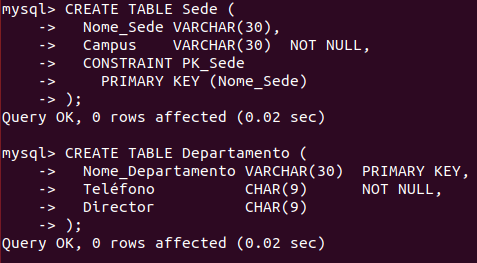 mysql> CREATE TABLE Sede (
    ->   Nome_Sede VARCHAR(30),
    ->   Campus    VARCHAR(30)  NOT NULL,
    ->   CONSTRAINT PK_Sede
    ->     PRIMARY KEY (Nome_Sede)
    -> );
Query OK, 0 rows affected (0.02 sec)

mysql> CREATE TABLE Departamento (
    ->   Nome_Departamento VARCHAR(30)  PRIMARY KEY,
    ->   Teléfono          CHAR(9)      NOT NULL,
    ->   Director          CHAR(9)
    -> );
Query OK, 0 rows affected (0.02 sec)